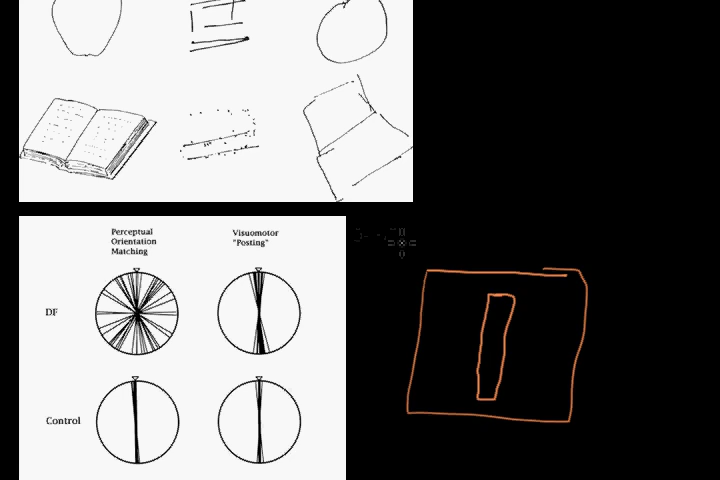 Perceptual
Orientation
Matching
Visuomotor
"Posting"
DF
Control